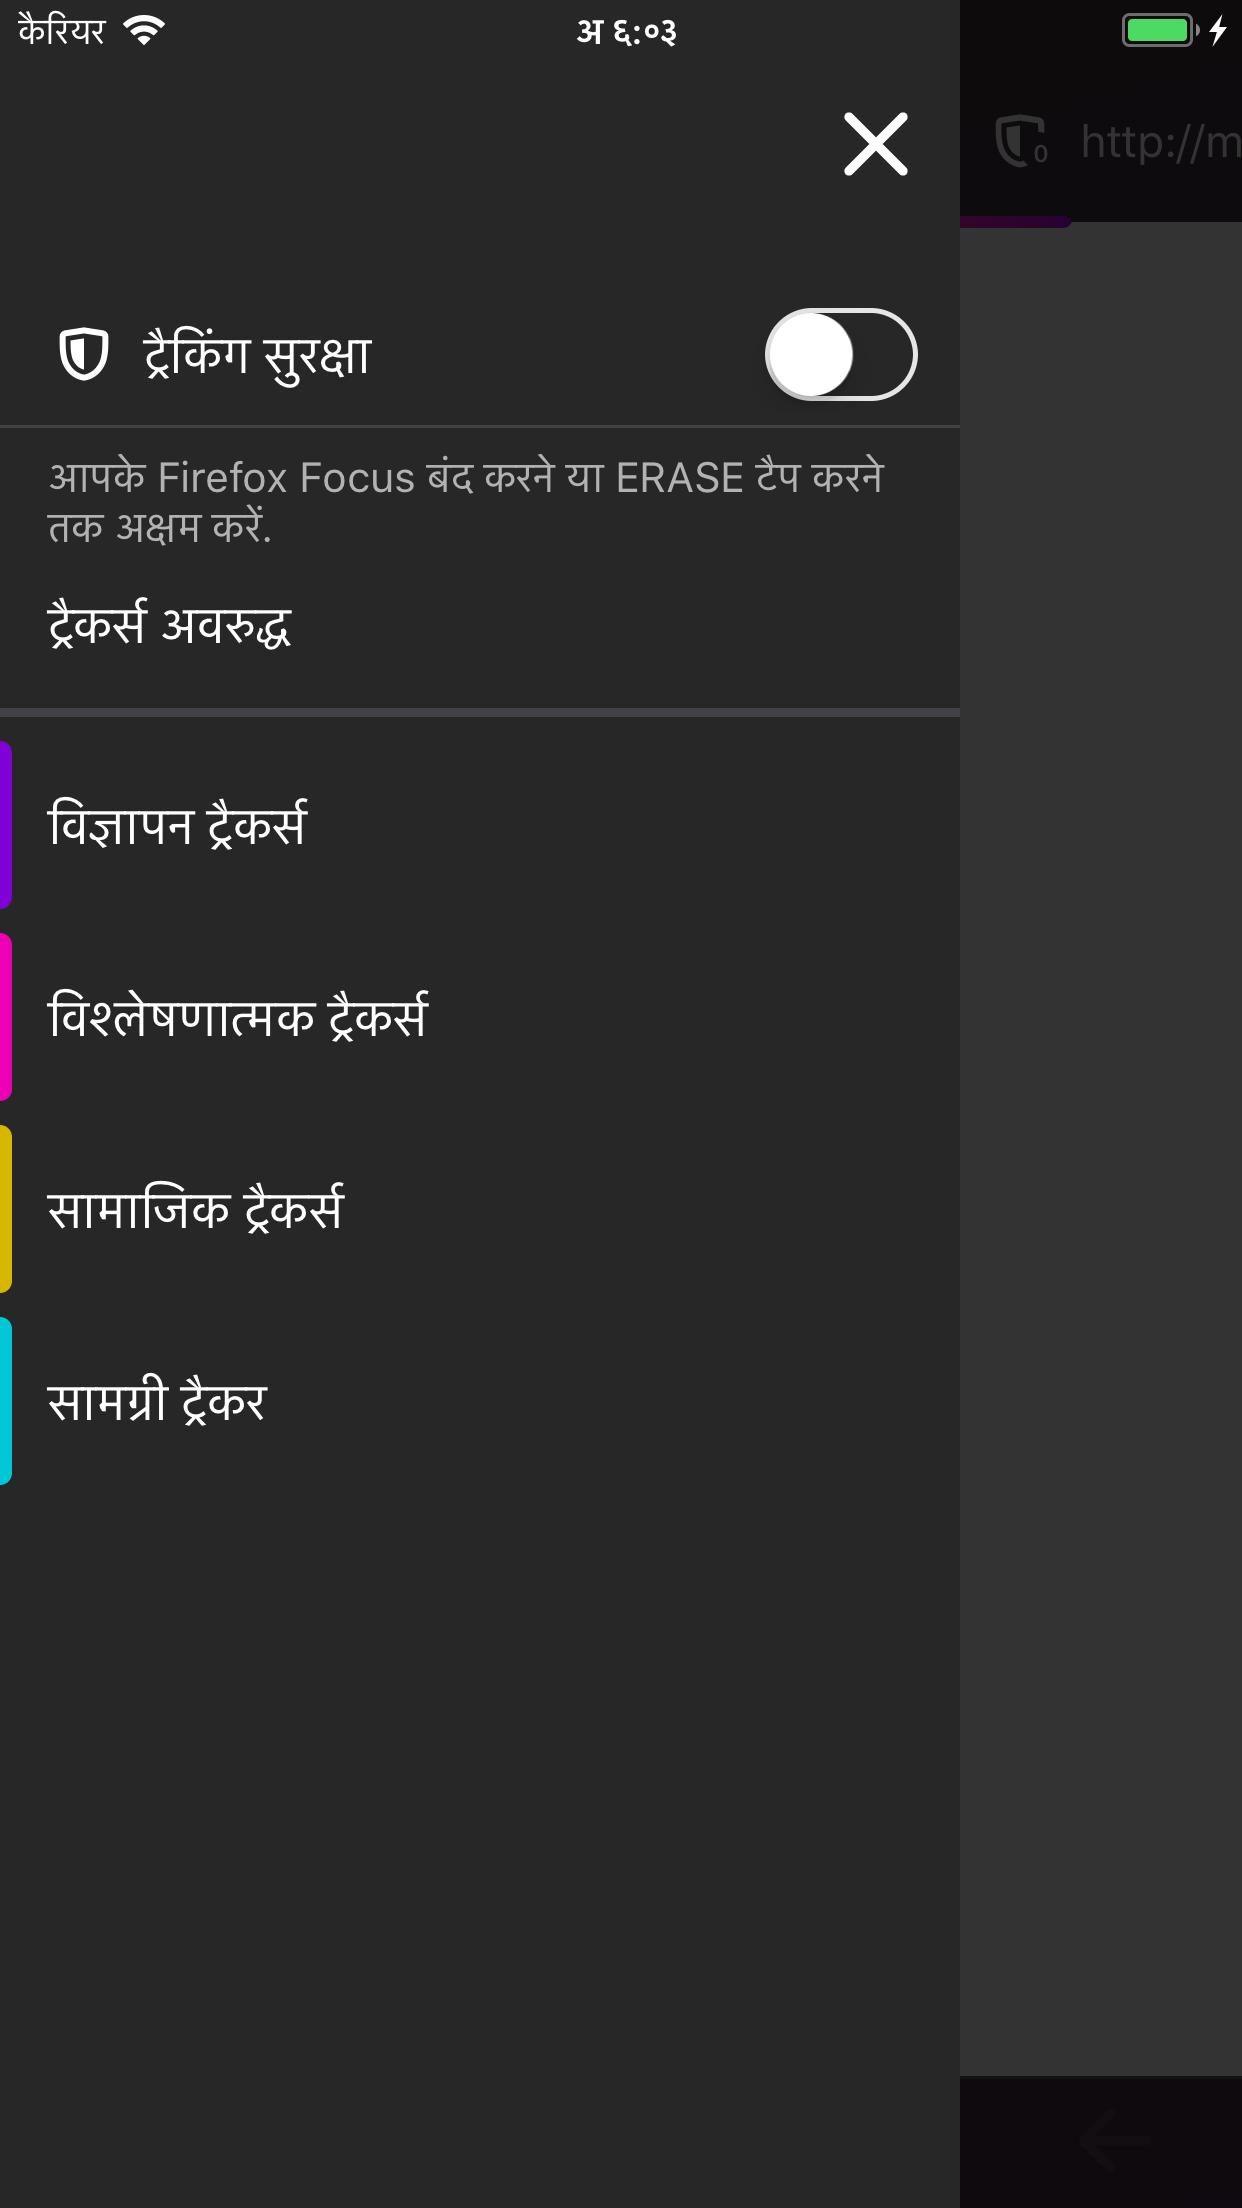 कैरियर अ ६:०३
0 http://m
ट्रैकिंग सुरक्षा
आपके Firefox Focus बंद करने या ERASE टैप करने
तक अक्षम करें.
ट्रैकर्स अवरुद्ध
विज्ञापन ट्रैकर्स
विश्लेषणात्मक ट्रैकर्स
सामाजिक ट्रैकर्स
सामग्री ट्रैकर